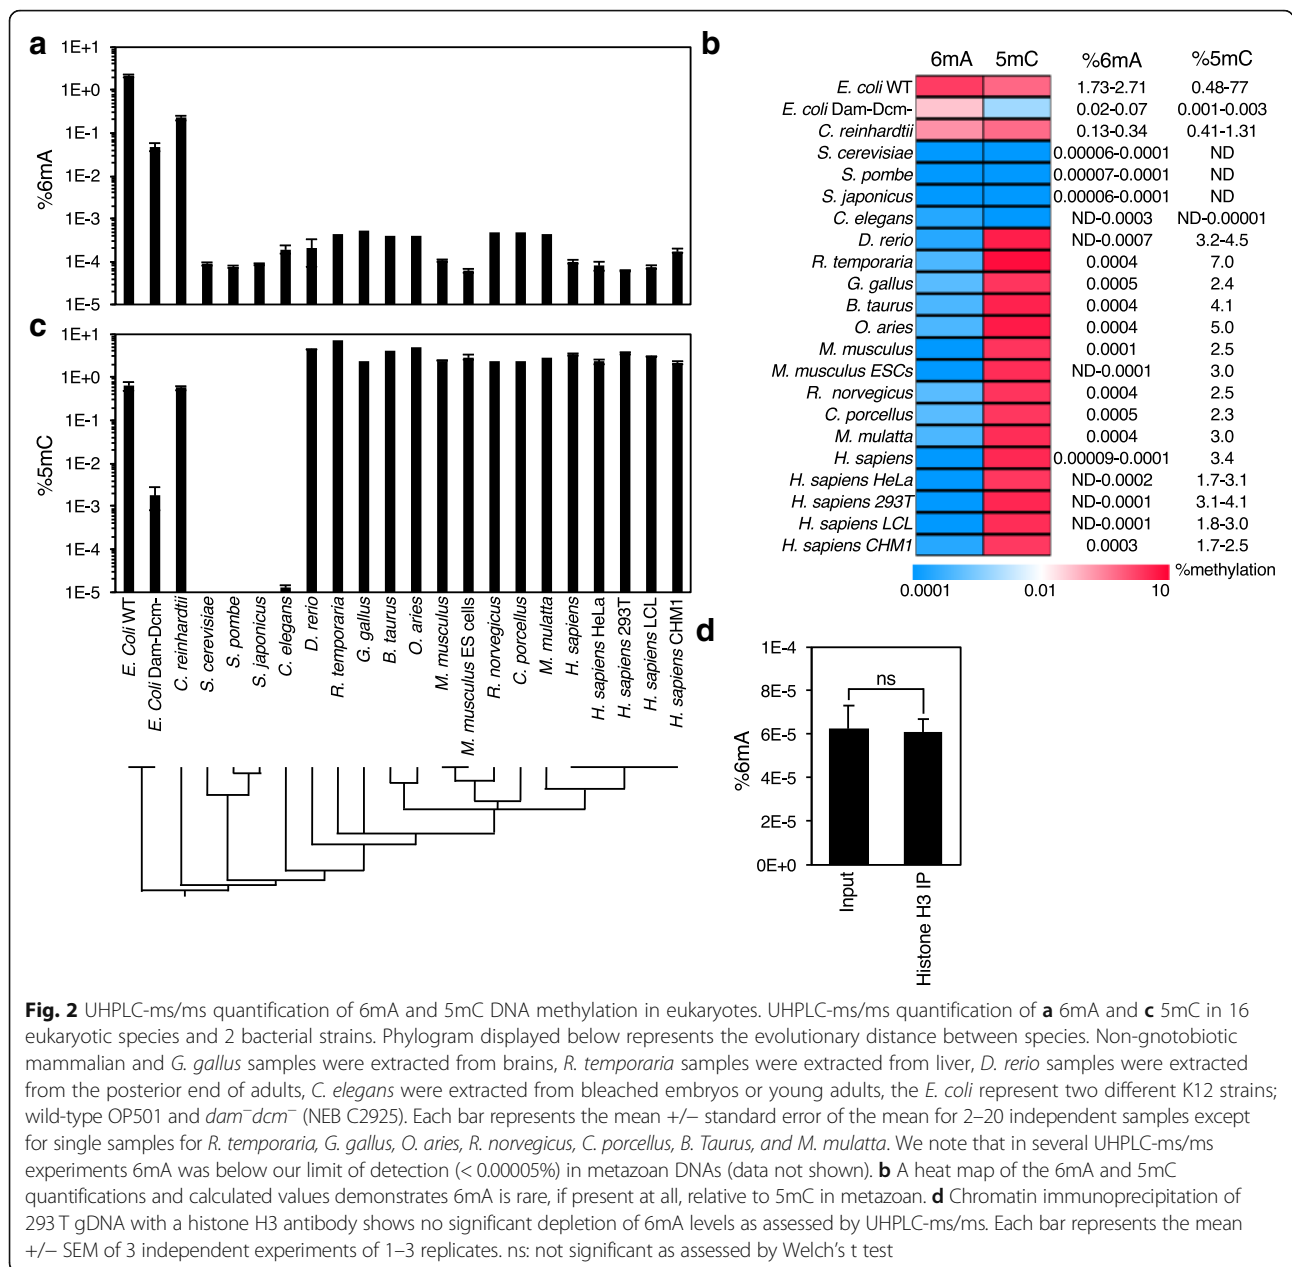 a
1E+1
1E+0
1E-1
1E-2
1E-3
1E-4
1E-5
%6mA
c
1E+1
1E+0
1E-1
1E-2
1E-3
1E-4
1E-5
%5mC
E. Coli WT
E. Coli Dam-Dcm-
C. reinhardtii
S. cerevisiae
S. pombe
S. japonicus
C. elegans
D. rerio
R. temporaria
G. gallus
B. taurus
O. aries
M. musculus
M. musculus ES cells
R. norvegicus
C. porcellus
M. mulatta
H. sapiens
H. sapiens HeLa
H. sapiens 293T
H. sapiens LCL
H. sapiens CHM1
b
6mA 5mC %6mA %5mC
E. coli WT 1.73-2.71 0.48-77
E. coli Dam-Dcm- 0.02-0.07 0.001-0.003
C. reinhardtii 0.13-0.34 0.41-1.31
S. cerevisiae 0.00006-0.0001 ND
S. pombe 0.00007-0.0001 ND
S. japonicus 0.00006-0.0001 ND
C. elegans ND-0.0003 ND-0.00001
D. rerio ND-0.0007 3.2-4.5
R. temporaria 0.0004 7.0
G. gallus 0.0005 2.4
B. taurus 0.0004 4.1
O. aries 0.0004 5.0
M. musculus 0.0001 2.5
M. musculus ESCs ND-0.0001 3.0
R. norvegicus 0.0004 2.5
C. porcellus 0.0005 2.3
M. mulatta 0.0004 3.0
H. sapiens 0.00009-0.0001 3.4
H. sapiens HeLa ND-0.0002 1.7-3.1
H. sapiens 293T ND-0.0001 3.1-4.1
H. sapiens LCL ND-0.0001 1.8-3.0
H. sapiens CHM1 0.0003 1.7-2.5
%methylation
0.0001 0.01 10
d
1E-4
8E-5
6E-5
4E-5
2E-5
0E+0
%6mA
ns
Input
Histone H3 IP
Fig. 2 UHPLC-ms/ms quantification of 6mA and 5mC DNA methylation in eukaryotes. UHPLC-ms/ms quantification of a 6mA and c 5mC in 16
eukaryotic species and 2 bacterial strains. Phylogram displayed below represents the evolutionary distance between species. Non-gnotobiotic
mammalian and G. gallus samples were extracted from brains, R. temporaria samples were extracted from liver, D. rerio samples were extracted
from the posterior end of adults, C. elegans were extracted from bleached embryos or young adults, the E. coli represent two different K12 strains;
wild-type OP501 and dam⁻dcm⁻ (NEB C2925). Each bar represents the mean +/− standard error of the mean for 2–20 independent samples except
for single samples for R. temporaria, G. gallus, O. aries, R. norvegicus, C. porcellus, B. Taurus, and M. mulatta. We note that in several UHPLC-ms/ms
experiments 6mA was below our limit of detection (< 0.00005%) in metazoan DNAs (data not shown). b A heat map of the 6mA and 5mC
quantifications and calculated values demonstrates 6mA is rare, if present at all, relative to 5mC in metazoan. d Chromatin immunoprecipitation of
293 T gDNA with a histone H3 antibody shows no significant depletion of 6mA levels as assessed by UHPLC-ms/ms. Each bar represents the mean
+/− SEM of 3 independent experiments of 1–3 replicates. ns: not significant as assessed by Welch's t test